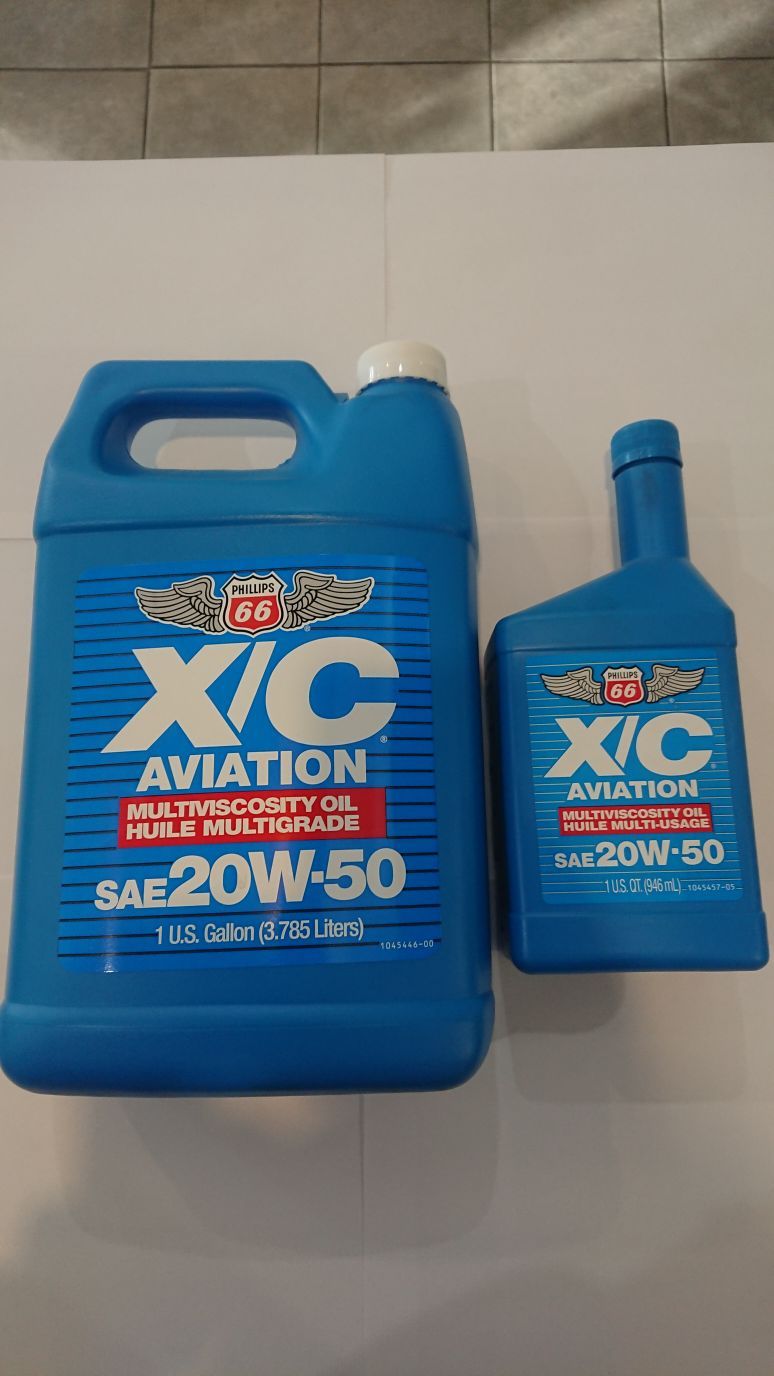 PHILLIPS
66
X/C®
AVIATION
MULTIVISCOSITY OIL
HUILE MULTIGRADE
SAE 20W-50
1 U.S. Gallon (3.785 Liters)
1045446-00
PHILLIPS
66
X/C®
AVIATION
MULTIVISCOSITY OIL
HUILE MULTI-USAGE
SAE 20W-50
1 U.S. QT. (946 mL)
1045457-05